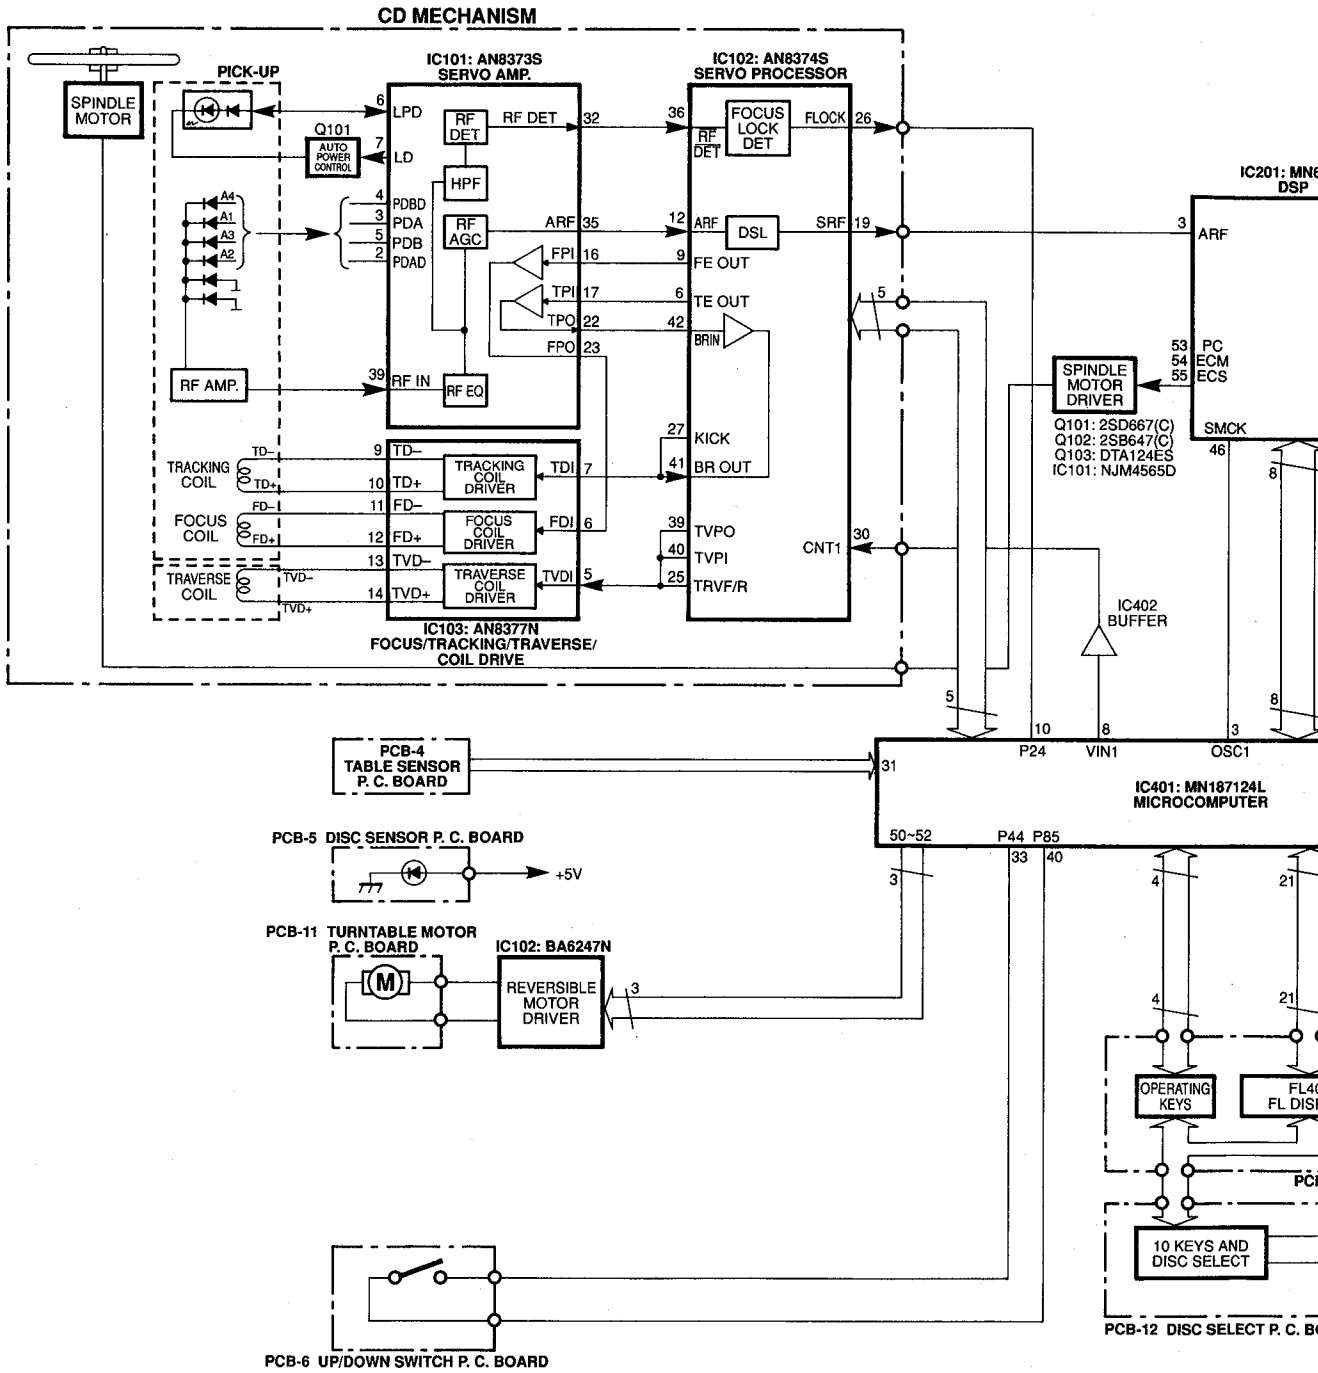 CD MECHANISM
SPINDLE
MOTOR
PICK-UP
Q101
AUTO
POWER
CONTROL
A4
A1
A3
A2
RF AMP.
IC101: AN8373S
SERVO AMP.
6 LPD
7 LD
4 PDBD
3 PDA
5 PDB
2 PDAD
39 RF IN
RF
DET
HPF
RF
AGC
RF EQ
RF DET 32
ARF 35
FPI 16
TPI 17
TPO 22
FPO 23
IC102: AN8374S
SERVO PROCESSOR
36
RF
DET
FOCUS
LOCK
DET
FLOCK 26
12 ARF
DSL
SRF 19
9 FE OUT
6 TE OUT
42
BRIN
5
27 KICK
41 BR OUT
39 TVPO
40 TVPI
25 TRVF/R
CNT1 30
TRACKING
COIL
TD−
TD+
FOCUS
COIL
FD−
FD+
TRAVERSE
COIL
TVD−
TVD+
9 TD−
10 TD+
11 FD−
12 FD+
13 TVD−
14 TVD+
TRACKING
COIL
DRIVER
TDI 7
FOCUS
COIL
DRIVER
FDI 6
TRAVERSE
COIL
DRIVER
TVDI 5
IC103: AN8377N
FOCUS/TRACKING/TRAVERSE/
COIL DRIVE
IC201: MN6
DSP
3 ARF
53 PC
54 ECM
55 ECS
SMCK
46
8
SPINDLE
MOTOR
DRIVER
Q101: 2SD667(C)
Q102: 2SB647(C)
Q103: DTA124ES
IC101: NJM4565D
IC402
BUFFER
5
8
10
8
3
P24
VIN1
OSC1
31
IC401: MN187124L
MICROCOMPUTER
50~52
P44 P85
33 40
3
4
21
PCB-4
TABLE SENSOR
P. C. BOARD
PCB-5 DISC SENSOR P. C. BOARD
+5V
PCB-11 TURNTABLE MOTOR
P. C. BOARD
M
IC102: BA6247N
REVERSIBLE
MOTOR
DRIVER
3
4
21
OPERATING
KEYS
FL40
FL DISP
PCB
10 KEYS AND
DISC SELECT
PCB-12 DISC SELECT P. C. BO
PCB-6 UP/DOWN SWITCH P. C. BOARD